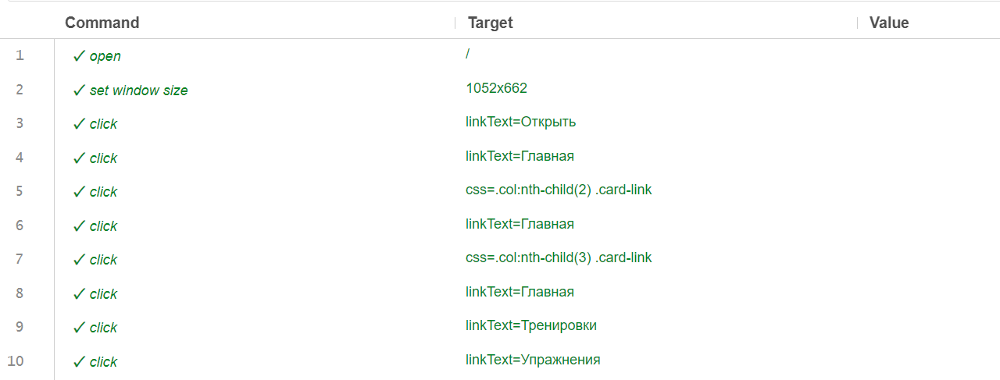 Command Target Value
1 ✓ open /
2 ✓ set window size 1052x662
3 ✓ click linkText=Открыть
4 ✓ click linkText=Главная
5 ✓ click css=.col:nth-child(2) .card-link
6 ✓ click linkText=Главная
7 ✓ click css=.col:nth-child(3) .card-link
8 ✓ click linkText=Главная
9 ✓ click linkText=Тренировки
10 ✓ click linkText=Упражнения